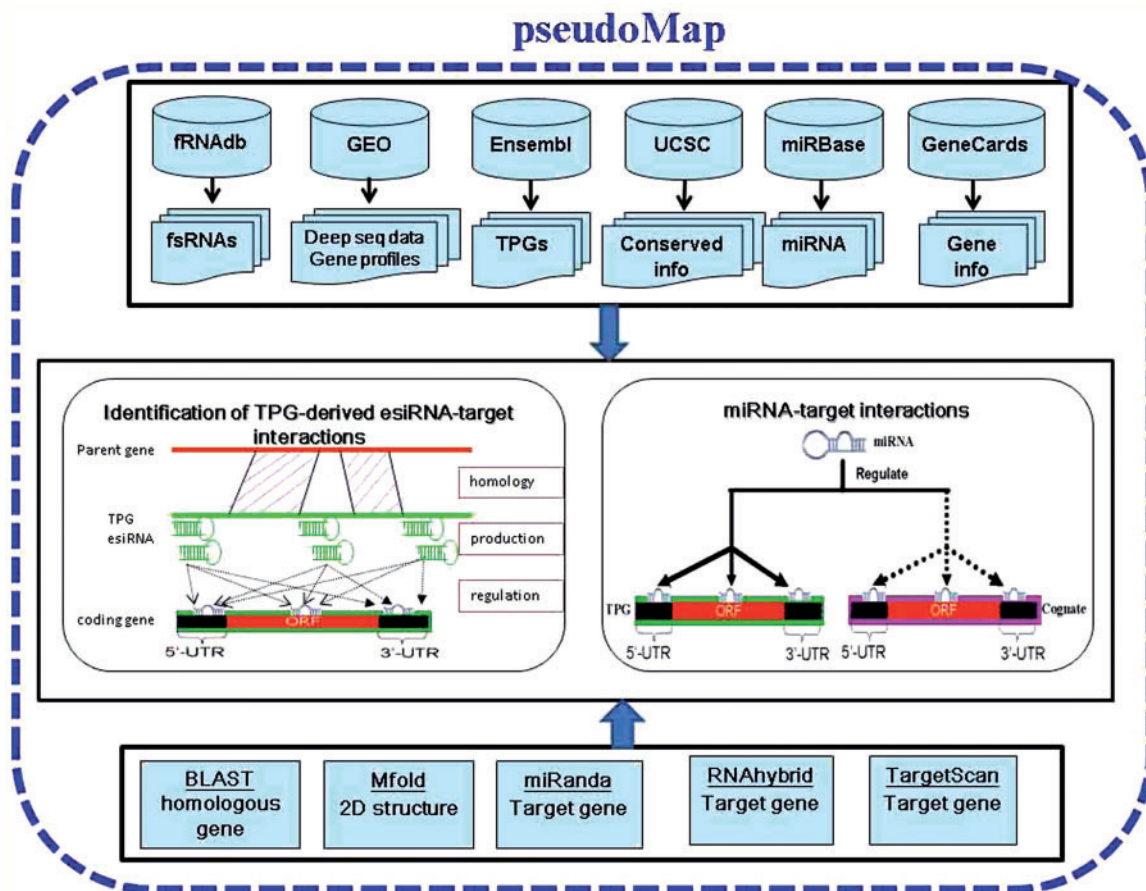 pseudoMap
fRNAdb
GEO
Ensembl
UCSC
miRBase
GeneCards
fsRNAs
Deep seq data
Gene profiles
TPGs
Conserved
info
miRNA
Gene
info
Identification of TPG-derived esiRNA-target
interactions
Parent gene
homology
TPG
esiRNA
production
regulation
coding gene
ORF
5'-UTR
3'-UTR
miRNA-target interactions
miRNA
Regulate
TPG
ORF
ORF
Cognate
5'-UTR
3'-UTR
5'-UTR
3'-UTR
BLAST
homologous
gene
Mfold
2D structure
miRanda
Target gene
RNAhybrid
Target gene
TargetScan
Target gene